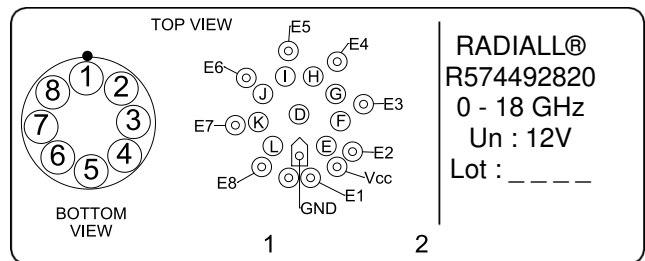 TOP VIEW
E5
E4
E6
I
H
J
G
E3
D
K
F
E7
L
E
E2
Vcc
E8
E1
GND
1
2
8
3
7
4
6
5
BOTTOM
VIEW
1
2
RADIALL®
R574492820
0 - 18 GHz
Un : 12V
Lot : _ _ _ _